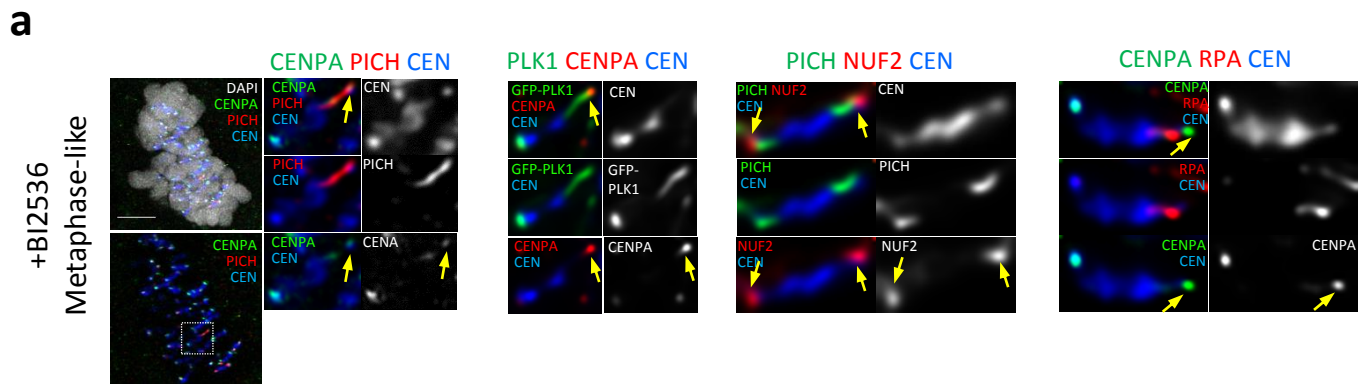 a
+BI2536
Metaphase-like
CENPA PICH CEN
DAPI
CENPA
PICH
CEN
CENPA
PICH
CEN
CENPA
PICH
CEN
CEN
PICH
CEN
PICH
CENPA
CEN
CENA
PLK1 CENPA CEN
GFP-PLK1
CENPA
CEN
CEN
GFP-PLK1
CEN
GFP-
PLK1
CENPA
CEN
CENPA
PICH NUF2 CEN
PICH NUF2
CEN
CEN
PICH
CEN
PICH
NUF2
CEN
NUF2
CENPA RPA CEN
CENPA
RPA
CEN
RPA
CEN
CENPA
CEN
CENPA